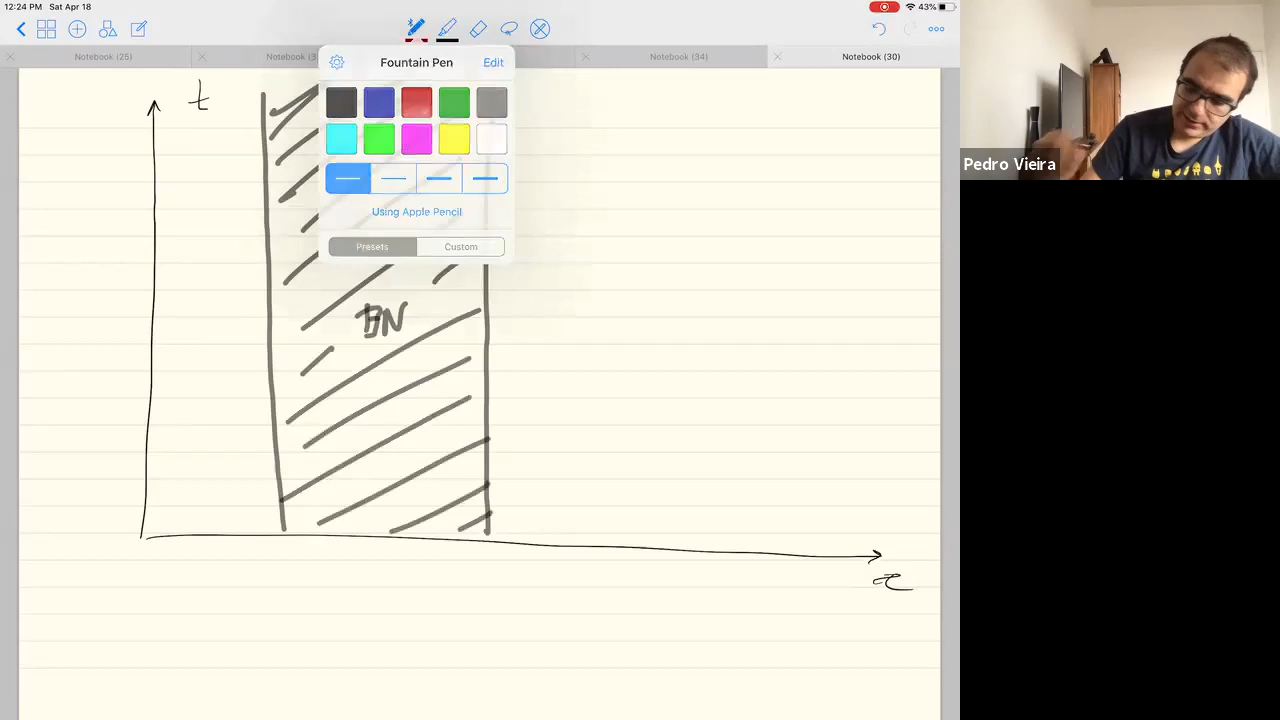 12:24 PM Sat Apr 18
43%
Notebook (25)
Notebook (3
Notebook (34)
Notebook (30)
Fountain Pen
Edit
Using Apple Pencil
Presets
Custom
Pedro Vieira
t
x